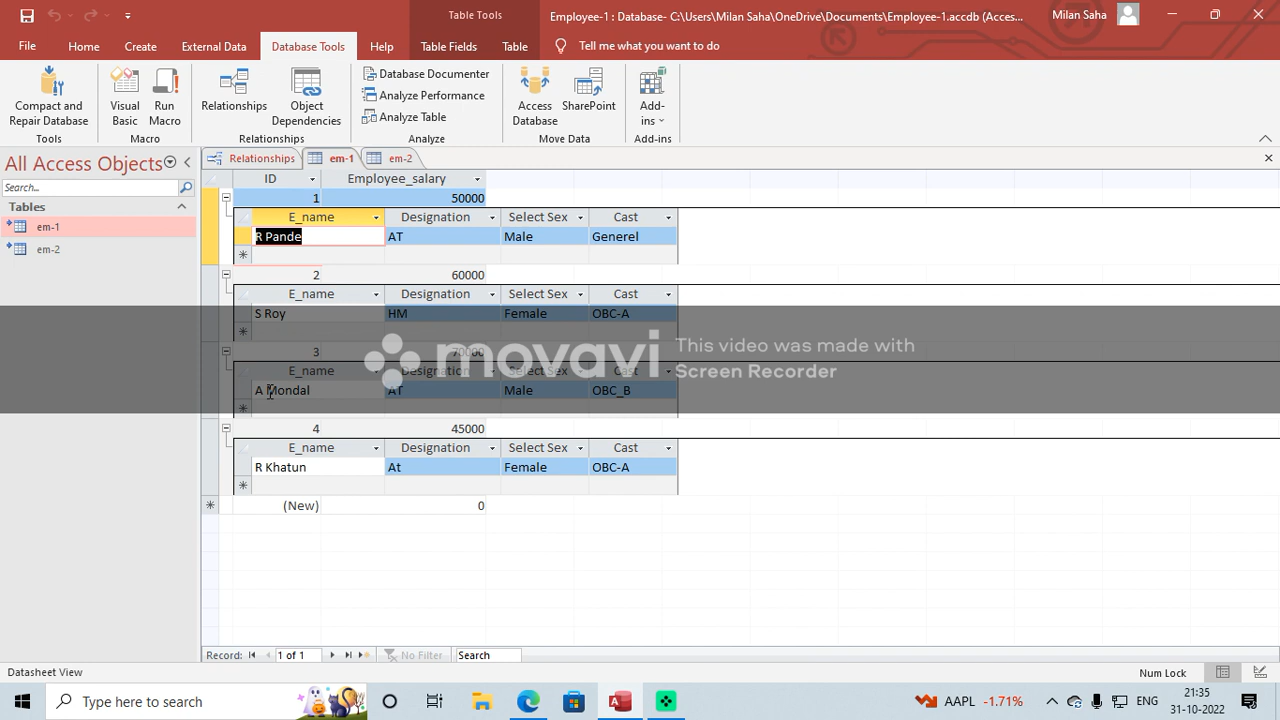 Table Tools
Employee-1 : Database- C:\Users\Milan Saha\OneDrive\Documents\Employee-1.accdb (Acces...
Milan Saha
File
Home
Create
External Data
Database Tools
Help
Table Fields
Table
Tell me what you want to do
Compact and Repair Database
Visual Basic
Run Macro
Relationships
Object Dependencies
Database Documenter
Analyze Performance
Analyze Table
Access Database
SharePoint
Add-ins
Tools
Macro
Relationships
Analyze
Move Data
Add-ins
All Access Objects
Search...
Tables
em-1
em-2
Relationships
em-1
em-2
ID Employee_salary
1 50000
E_name Designation Select Sex Cast
R Pande AT Male Generel
2 60000
E_name Designation Select Sex Cast
S Roy HM Female OBC-A
3 70000
E_name Designation Select Sex Cast
A Mondal AT Male OBC_B
movavi
This video was made with
Screen Recorder
4 45000
E_name Designation Select Sex Cast
R Khatun At Female OBC-A
(New) 0
Record: 1 of 1 No Filter Search
Datasheet View
Num Lock
Type here to search
AAPL -1.71%
ENG
21:35
31-10-2022